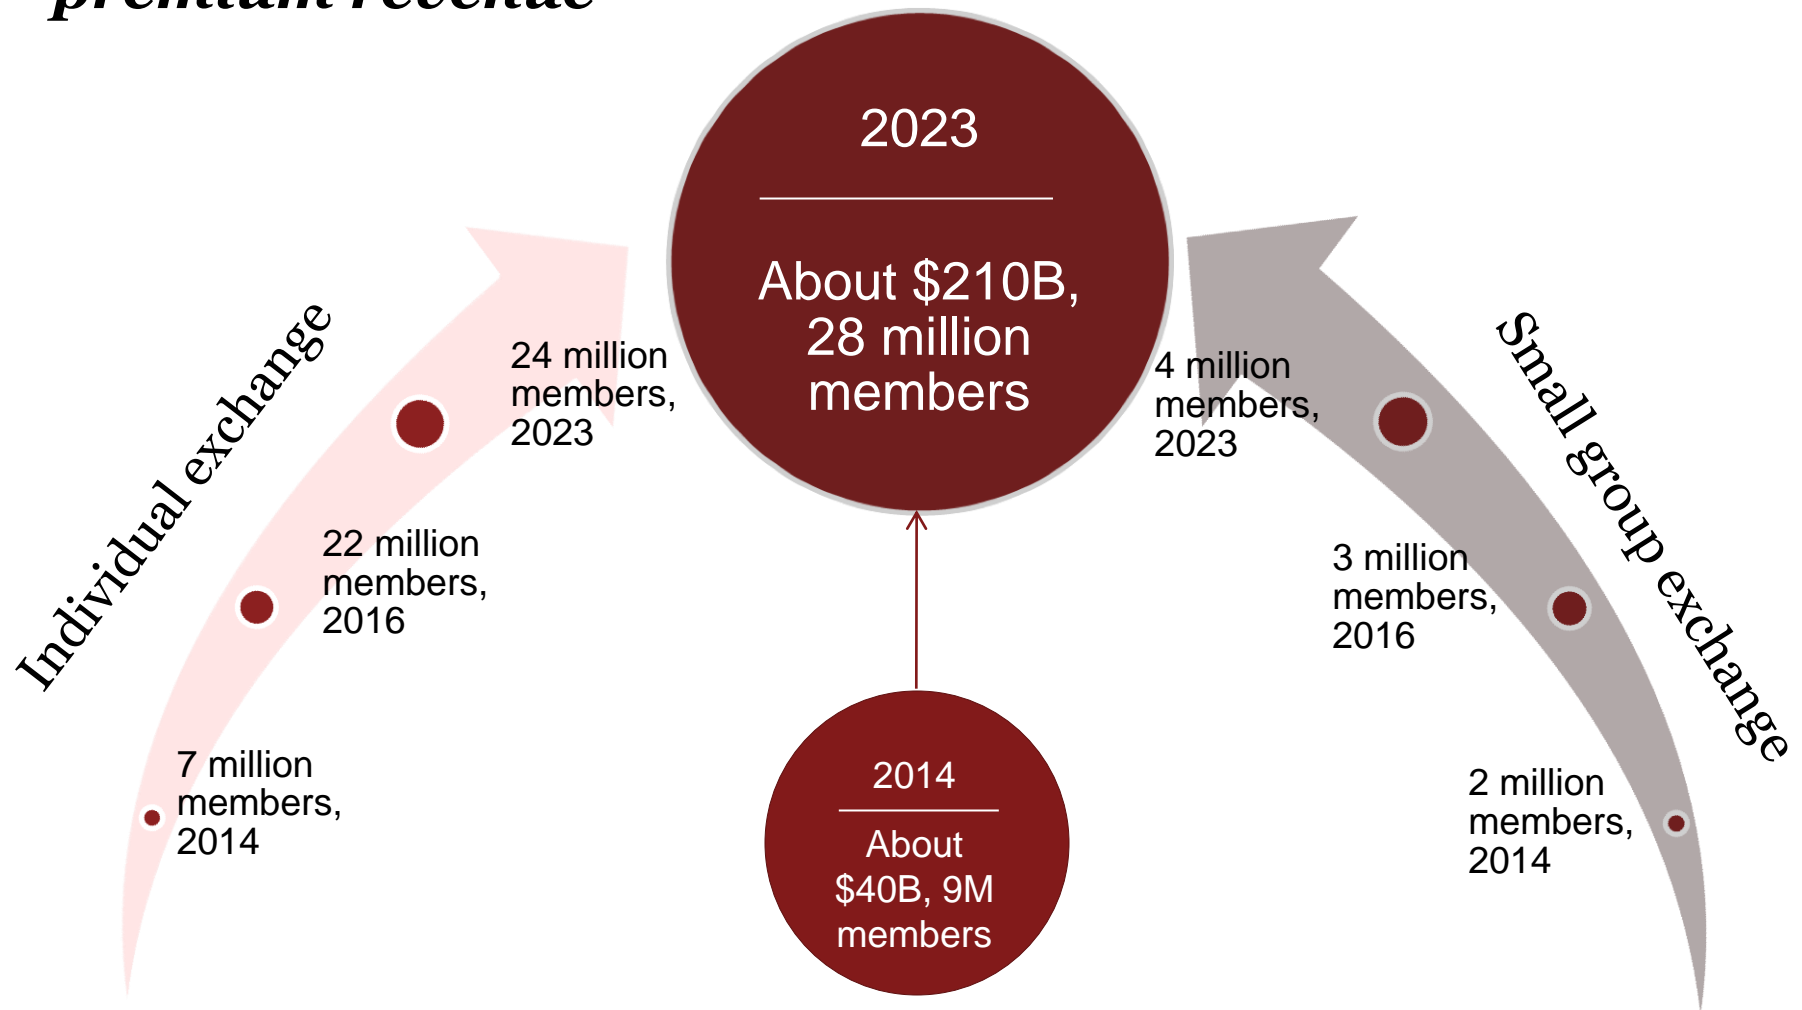 premium revenue
2023
About $210B,
28 million
members
Individual exchange
24 million
members,
2023
22 million
members,
2016
7 million
members,
2014
Small group exchange
4 million
members,
2023
3 million
members,
2016
2 million
members,
2014
2014
About
$40B, 9M
members